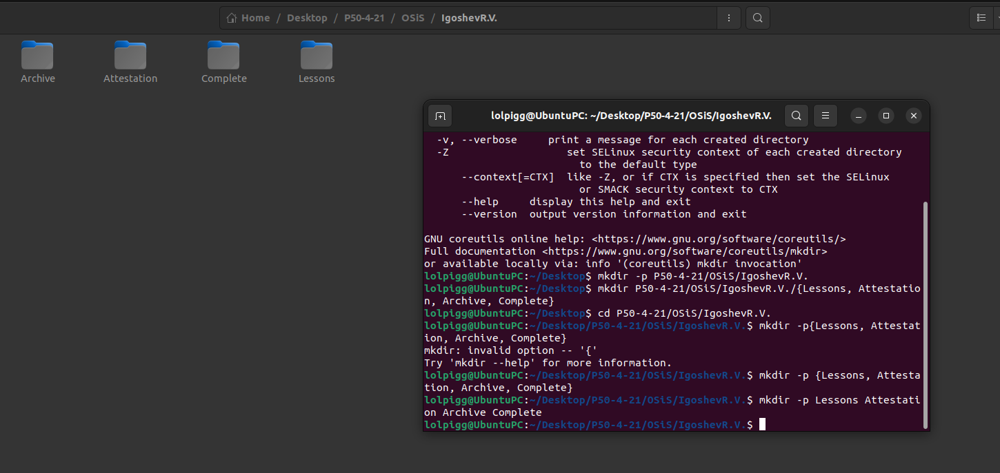 Home / Desktop / P50-4-21 / OSiS / IgoshevR.V.
Archive
Attestation
Complete
Lessons
lolpigg@UbuntuPC: ~/Desktop/P50-4-21/OSiS/IgoshevR.V.
-v, --verbose     print a message for each created directory
-Z                   set SELinux security context of each created directory
to the default type
--context[=CTX]  like -Z, or if CTX is specified then set the SELinux
or SMACK security context to CTX
--help     display this help and exit
--version  output version information and exit
GNU coreutils online help: <https://www.gnu.org/software/coreutils/>
Full documentation <https://www.gnu.org/software/coreutils/mkdir>
or available locally via: info '(coreutils) mkdir invocation'
lolpigg@UbuntuPC:~/Desktop$ mkdir -p P50-4-21/OSiS/IgoshevR.V.
lolpigg@UbuntuPC:~/Desktop$ mkdir P50-4-21/OSiS/IgoshevR.V./{Lessons, Attestatio
n, Archive, Complete}
lolpigg@UbuntuPC:~/Desktop$ cd P50-4-21/OSiS/IgoshevR.V.
lolpigg@UbuntuPC:~/Desktop/P50-4-21/OSiS/IgoshevR.V.$ mkdir -p{Lessons, Attestat
ion, Archive, Complete}
mkdir: invalid option -- '{'
Try 'mkdir --help' for more information.
lolpigg@UbuntuPC:~/Desktop/P50-4-21/OSiS/IgoshevR.V.$ mkdir -p {Lessons, Attesta
tion, Archive, Complete}
lolpigg@UbuntuPC:~/Desktop/P50-4-21/OSiS/IgoshevR.V.$ mkdir -p Lessons Attestati
on Archive Complete
lolpigg@UbuntuPC:~/Desktop/P50-4-21/OSiS/IgoshevR.V.$